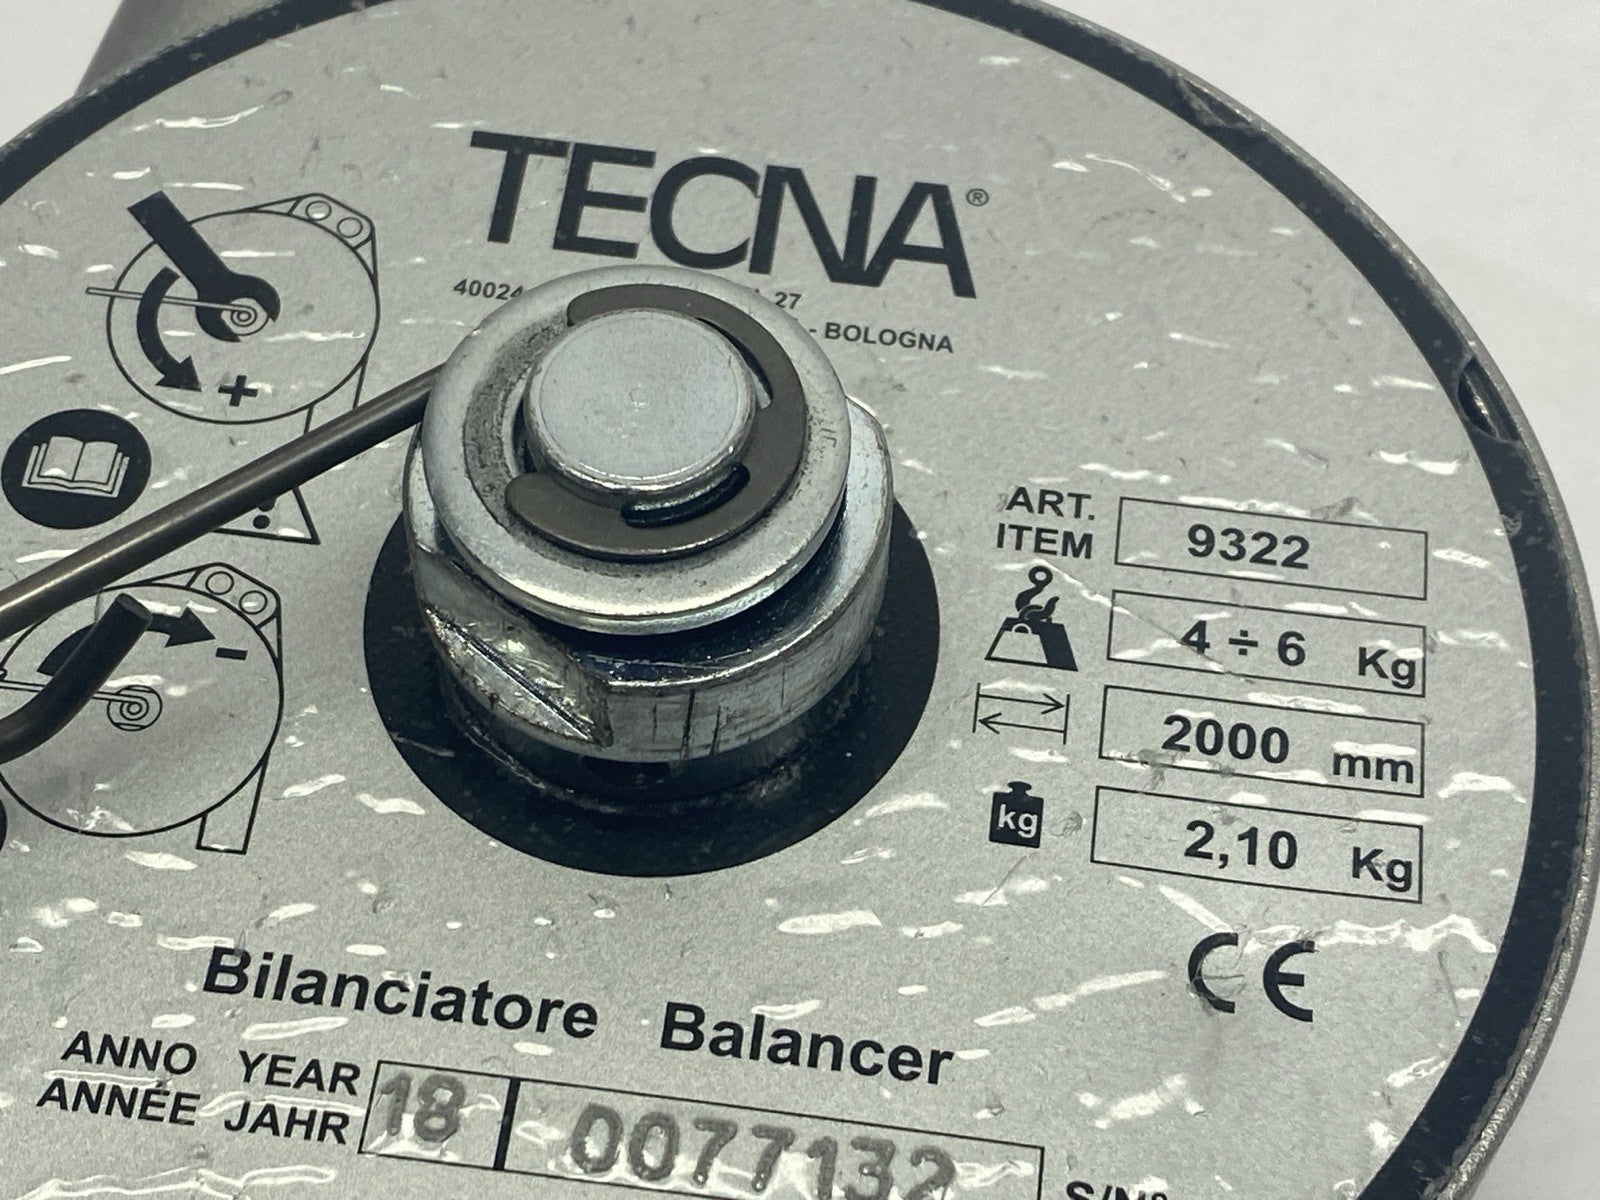 TECNA®
40024 27
- BOLOGNA
+
-
ART.
ITEM 9322
4 ÷ 6 Kg
2000 mm
kg 2,10 Kg
CE
Bilanciatore Balancer
ANNO YEAR
ANNÉE JAHR 18 0077132
S/N°